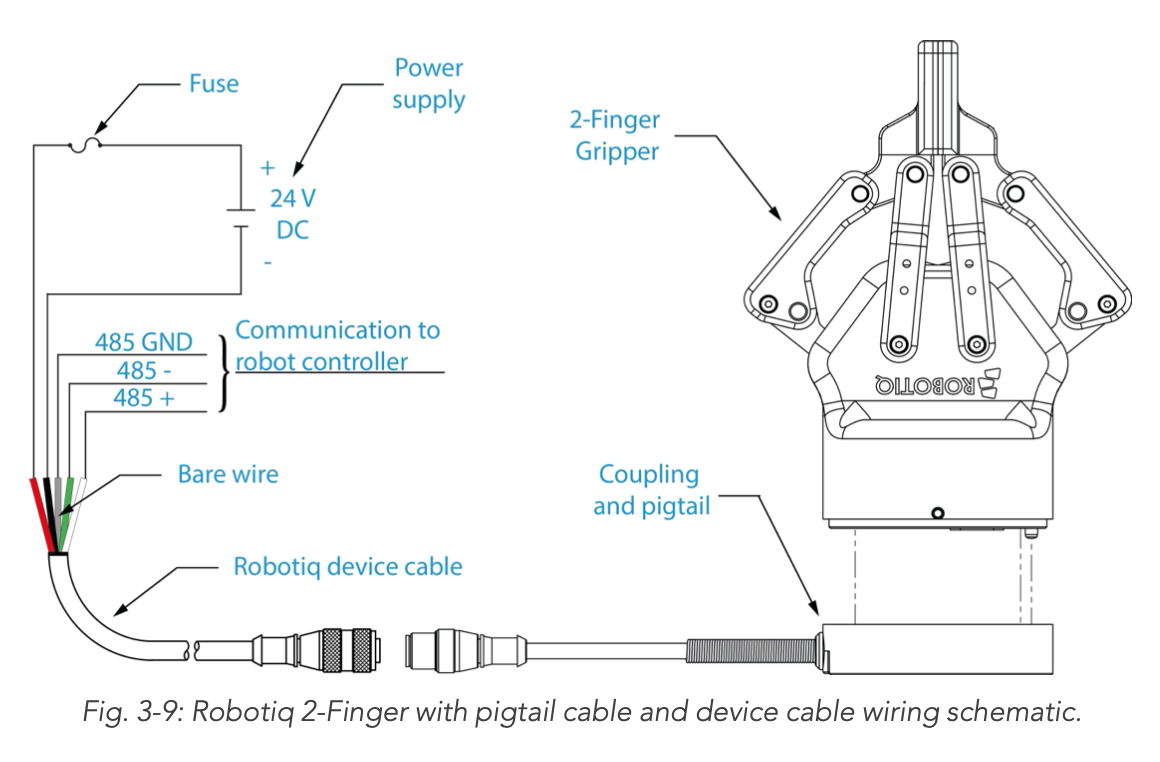 Fuse
Power
supply
+
24 V
DC
-
2-Finger
Gripper
485 GND
485 -
485 +
Communication to
robot controller
ROBOTIQ
Bare wire
Coupling
and pigtail
Robotiq device cable
Fig. 3-9: Robotiq 2-Finger with pigtail cable and device cable wiring schematic.